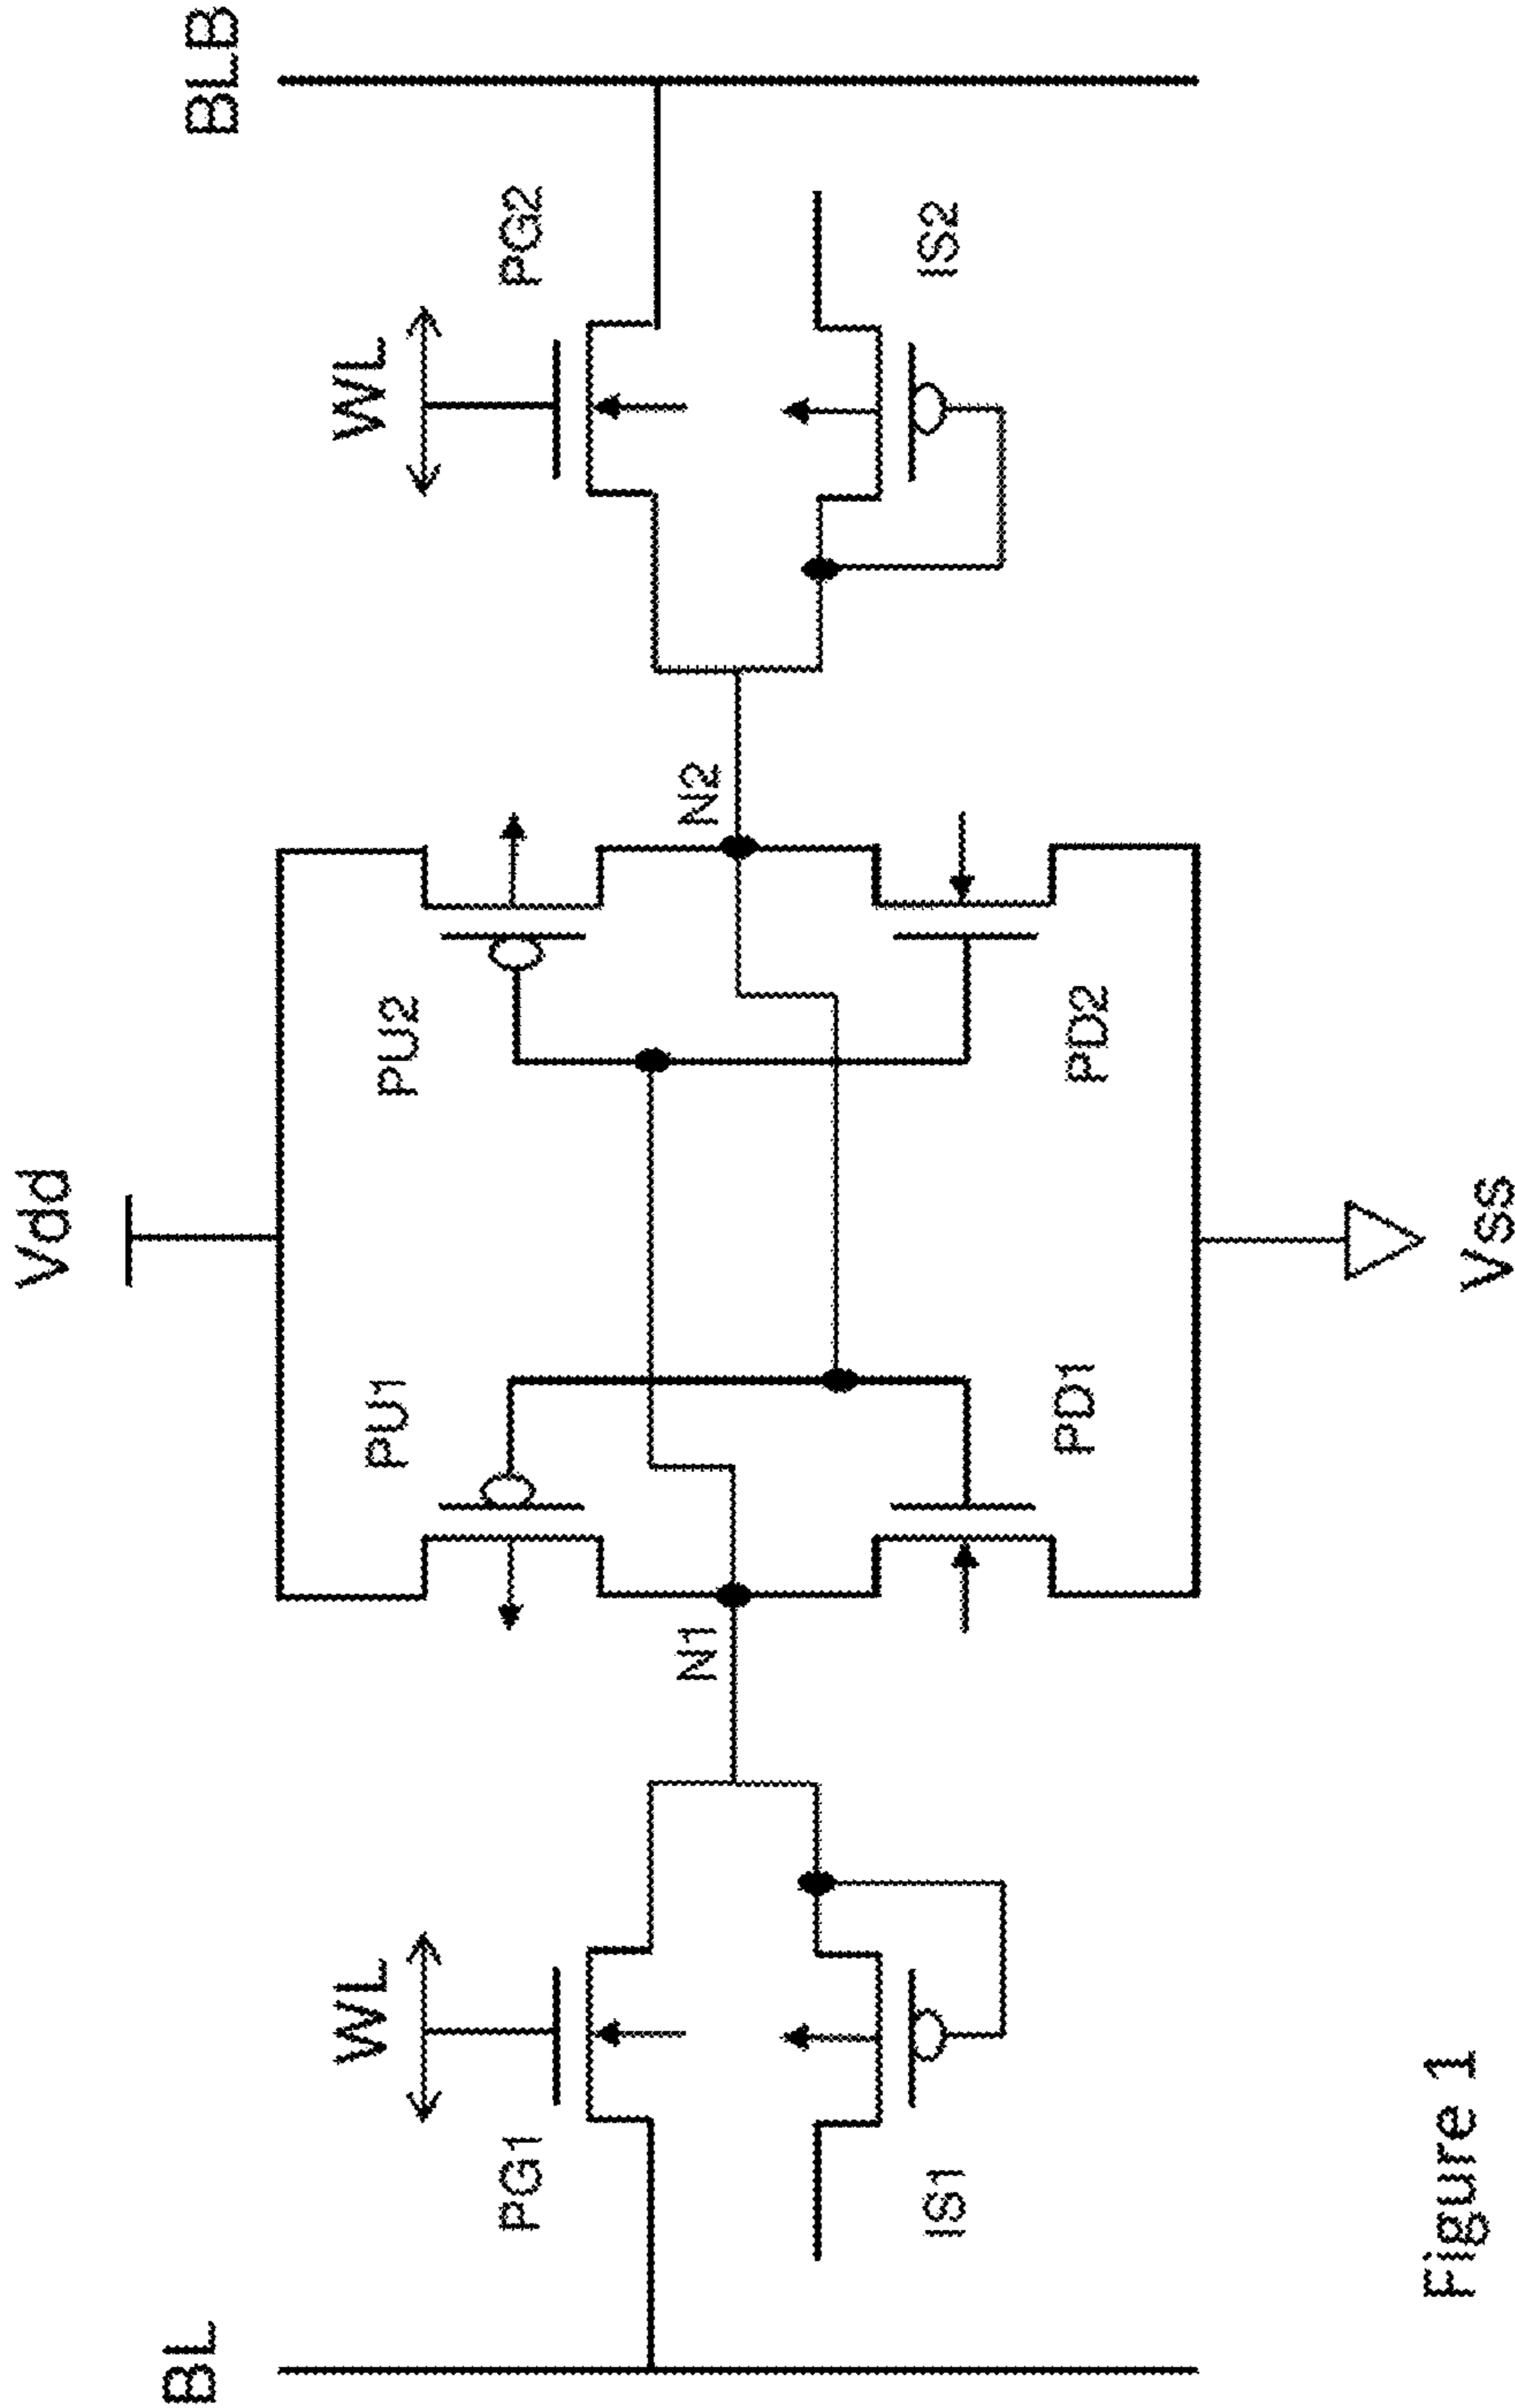 Vdd
BL
BLB
WL
WL
PU1
PU2
PG1
PG2
N1
N2
IS1
IS2
PD1
PD2
Vss
Figure 1